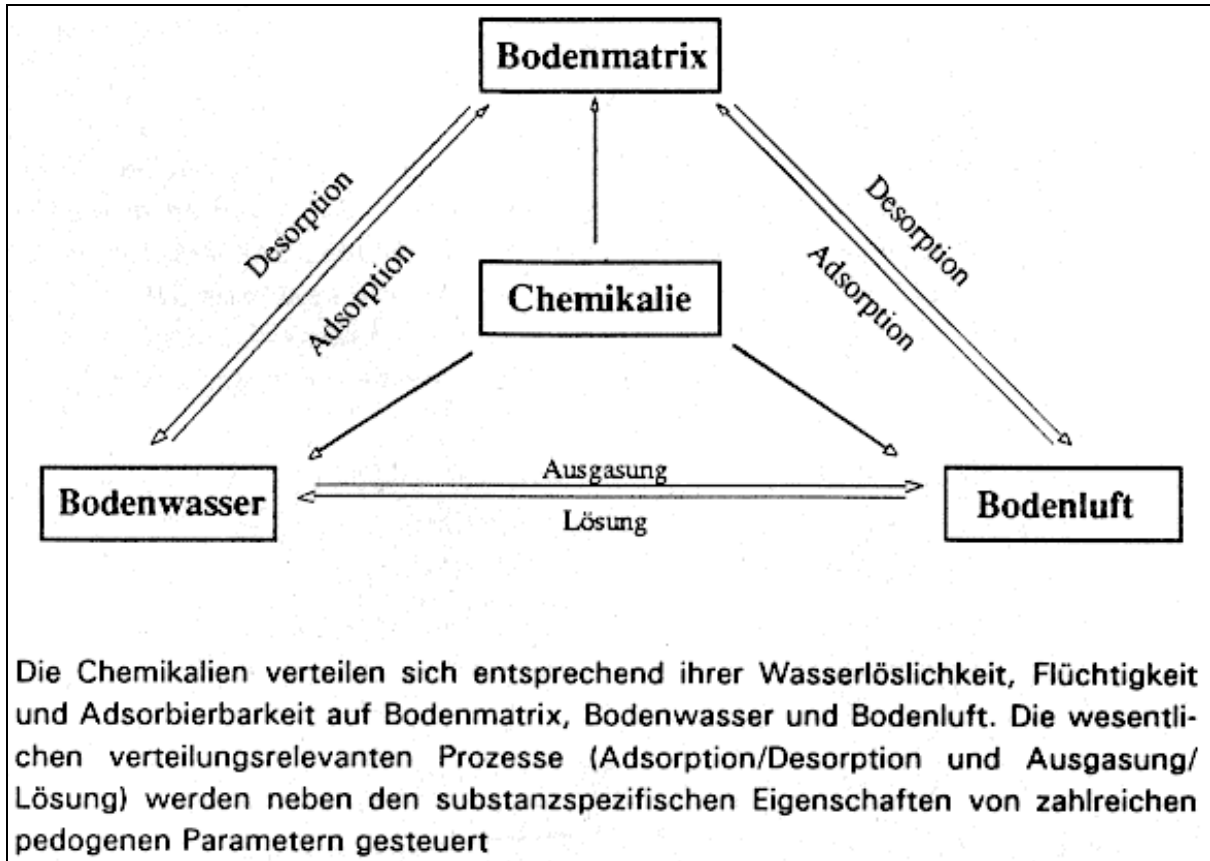 Bodenmatrix
Desorption
Adsorption
Desorption
Adsorption
Chemikalie
Bodenwasser
Ausgasung
Lösung
Bodenluft
Die Chemikalien verteilen sich entsprechend ihrer Wasserlöslichkeit, Flüchtigkeit
und Adsorbierbarkeit auf Bodenmatrix, Bodenwasser und Bodenluft. Die wesentli-
chen verteilungsrelevanten Prozesse (Adsorption/Desorption und Ausgasung/
Lösung) werden neben den substanzspezifischen Eigenschaften von zahlreichen
pedogenen Parametern gesteuert